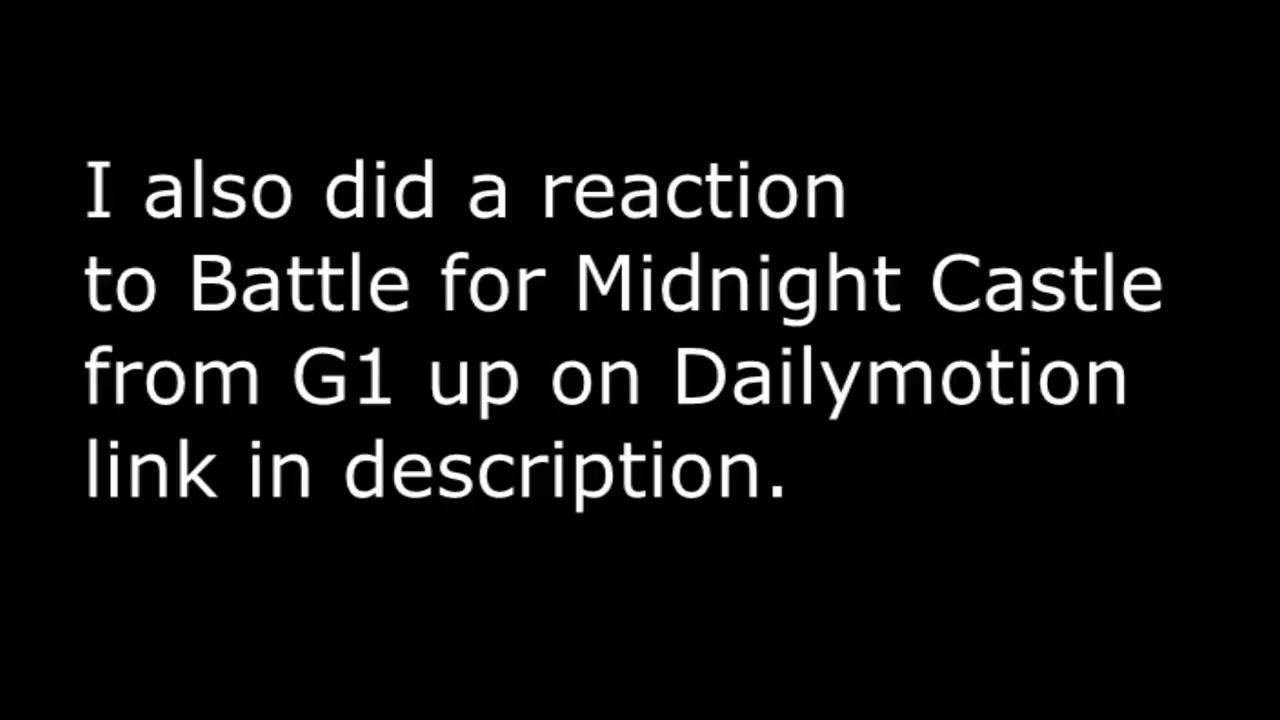 I also did a reaction
to Battle for Midnight Castle
from G1 up on Dailymotion
link in description.